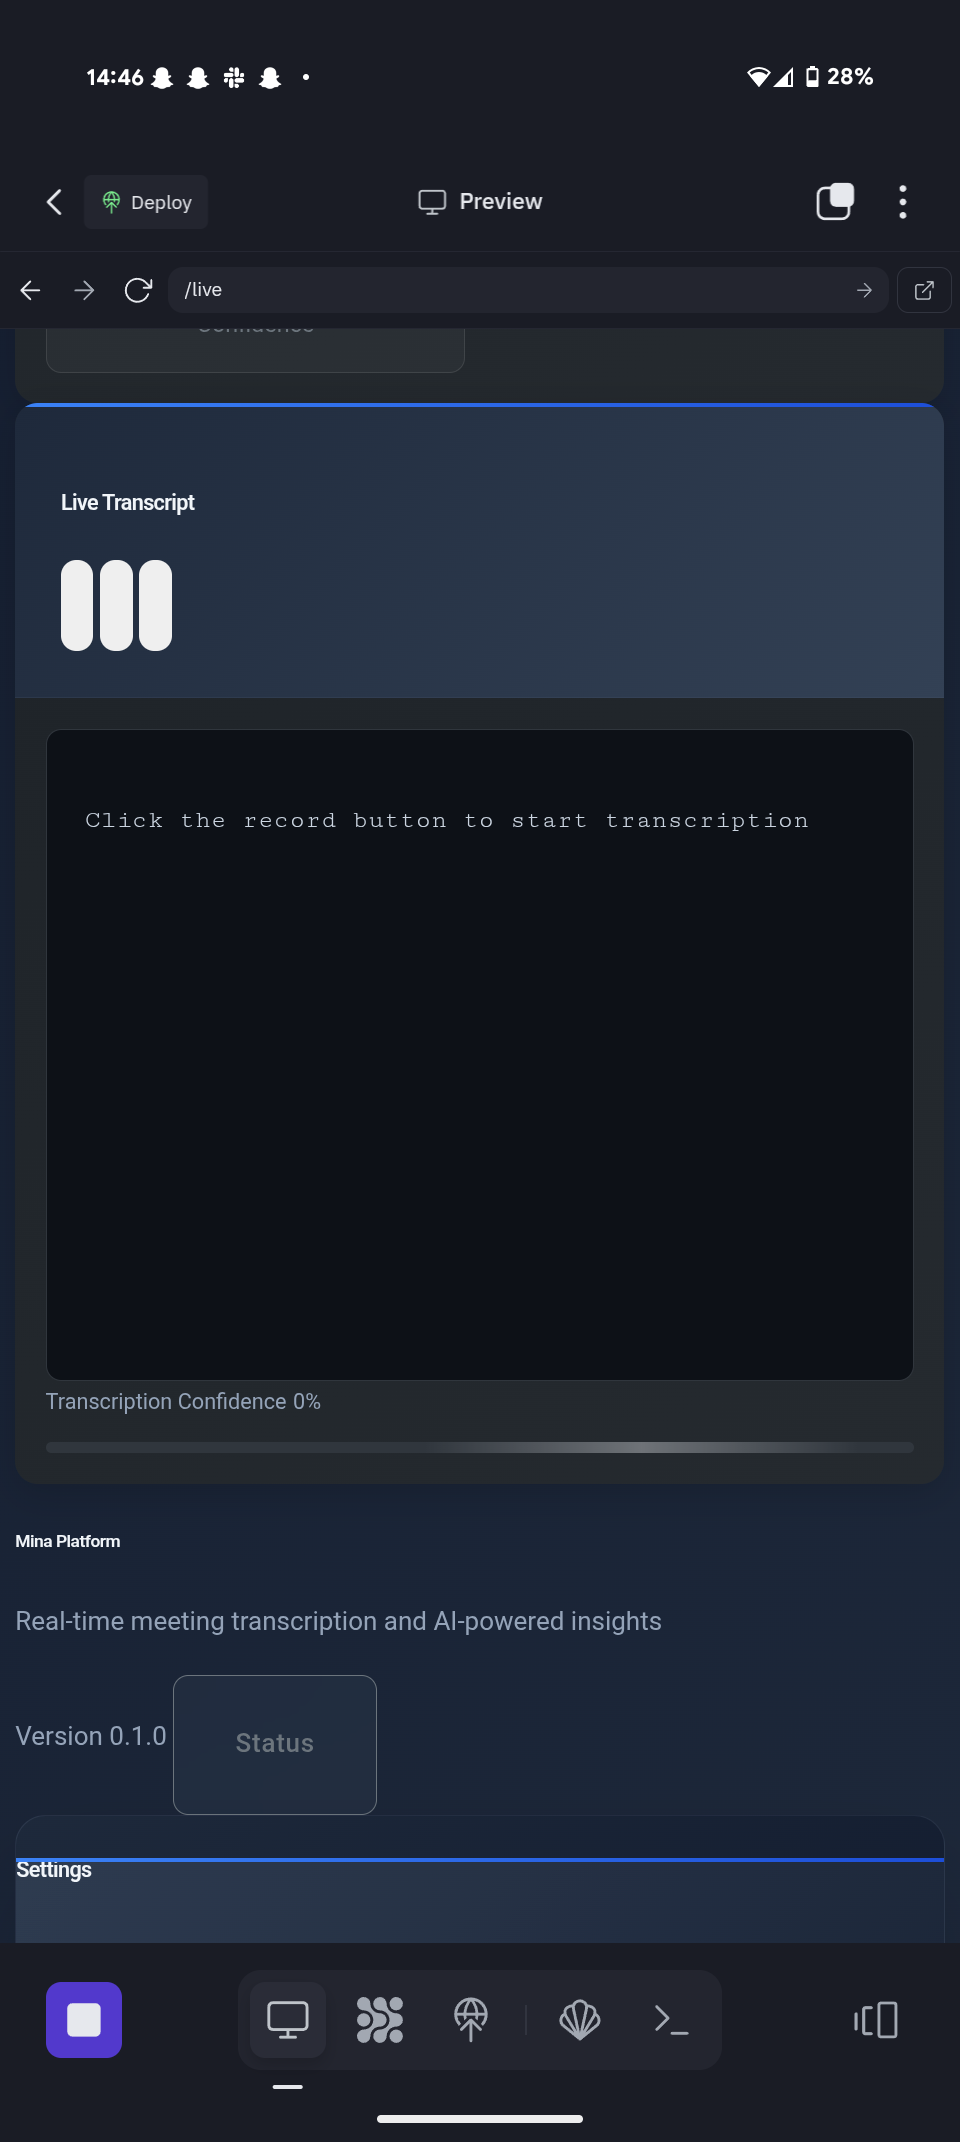 14:46
28%
Deploy
Preview
/live
Confidence
Live Transcript
Click the record button to start transcription
Transcription Confidence 0%
Mina Platform
Real-time meeting transcription and AI-powered insights
Version 0.1.0
Status
Settings